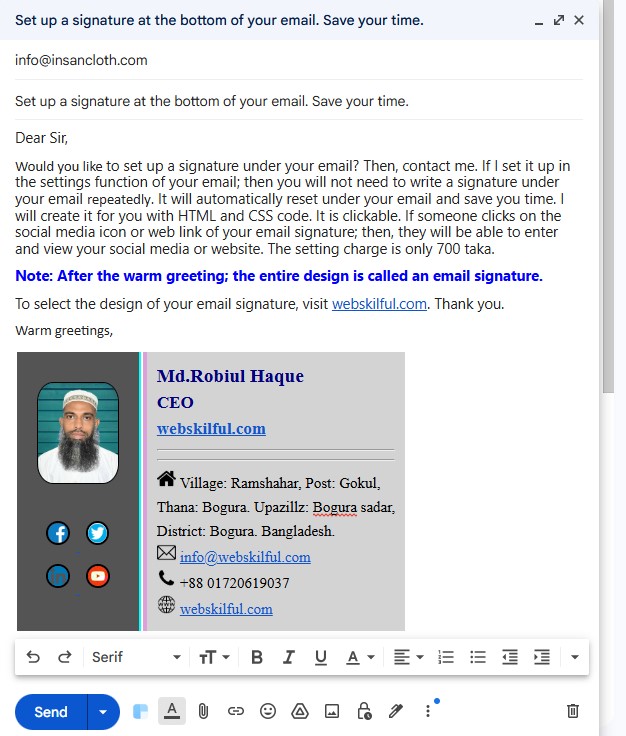 Set up a signature at the bottom of your email. Save your time.
info@insancloth.com
Set up a signature at the bottom of your email. Save your time.
Dear Sir,
Would you like to set up a signature under your email? Then, contact me. If I set it up in
the settings function of your email; then you will not need to write a signature under
your email repeatedly. It will automatically reset under your email and save you time. I
will create it for you with HTML and CSS code. It is clickable. If someone clicks on the
social media icon or web link of your email signature; then, they will be able to enter
and view your social media or website. The setting charge is only 700 taka.
Note: After the warm greeting; the entire design is called an email signature.
To select the design of your email signature, visit webskilful.com. Thank you.
Warm greetings,
Md.Robiul Haque
CEO
webskilful.com
Village: Ramshahar, Post: Gokul,
Thana: Bogura. Upazillz: Bogura sadar,
District: Bogura. Bangladesh.
info@webskilful.com
+88 01720619037
webskilful.com
Serif
Send